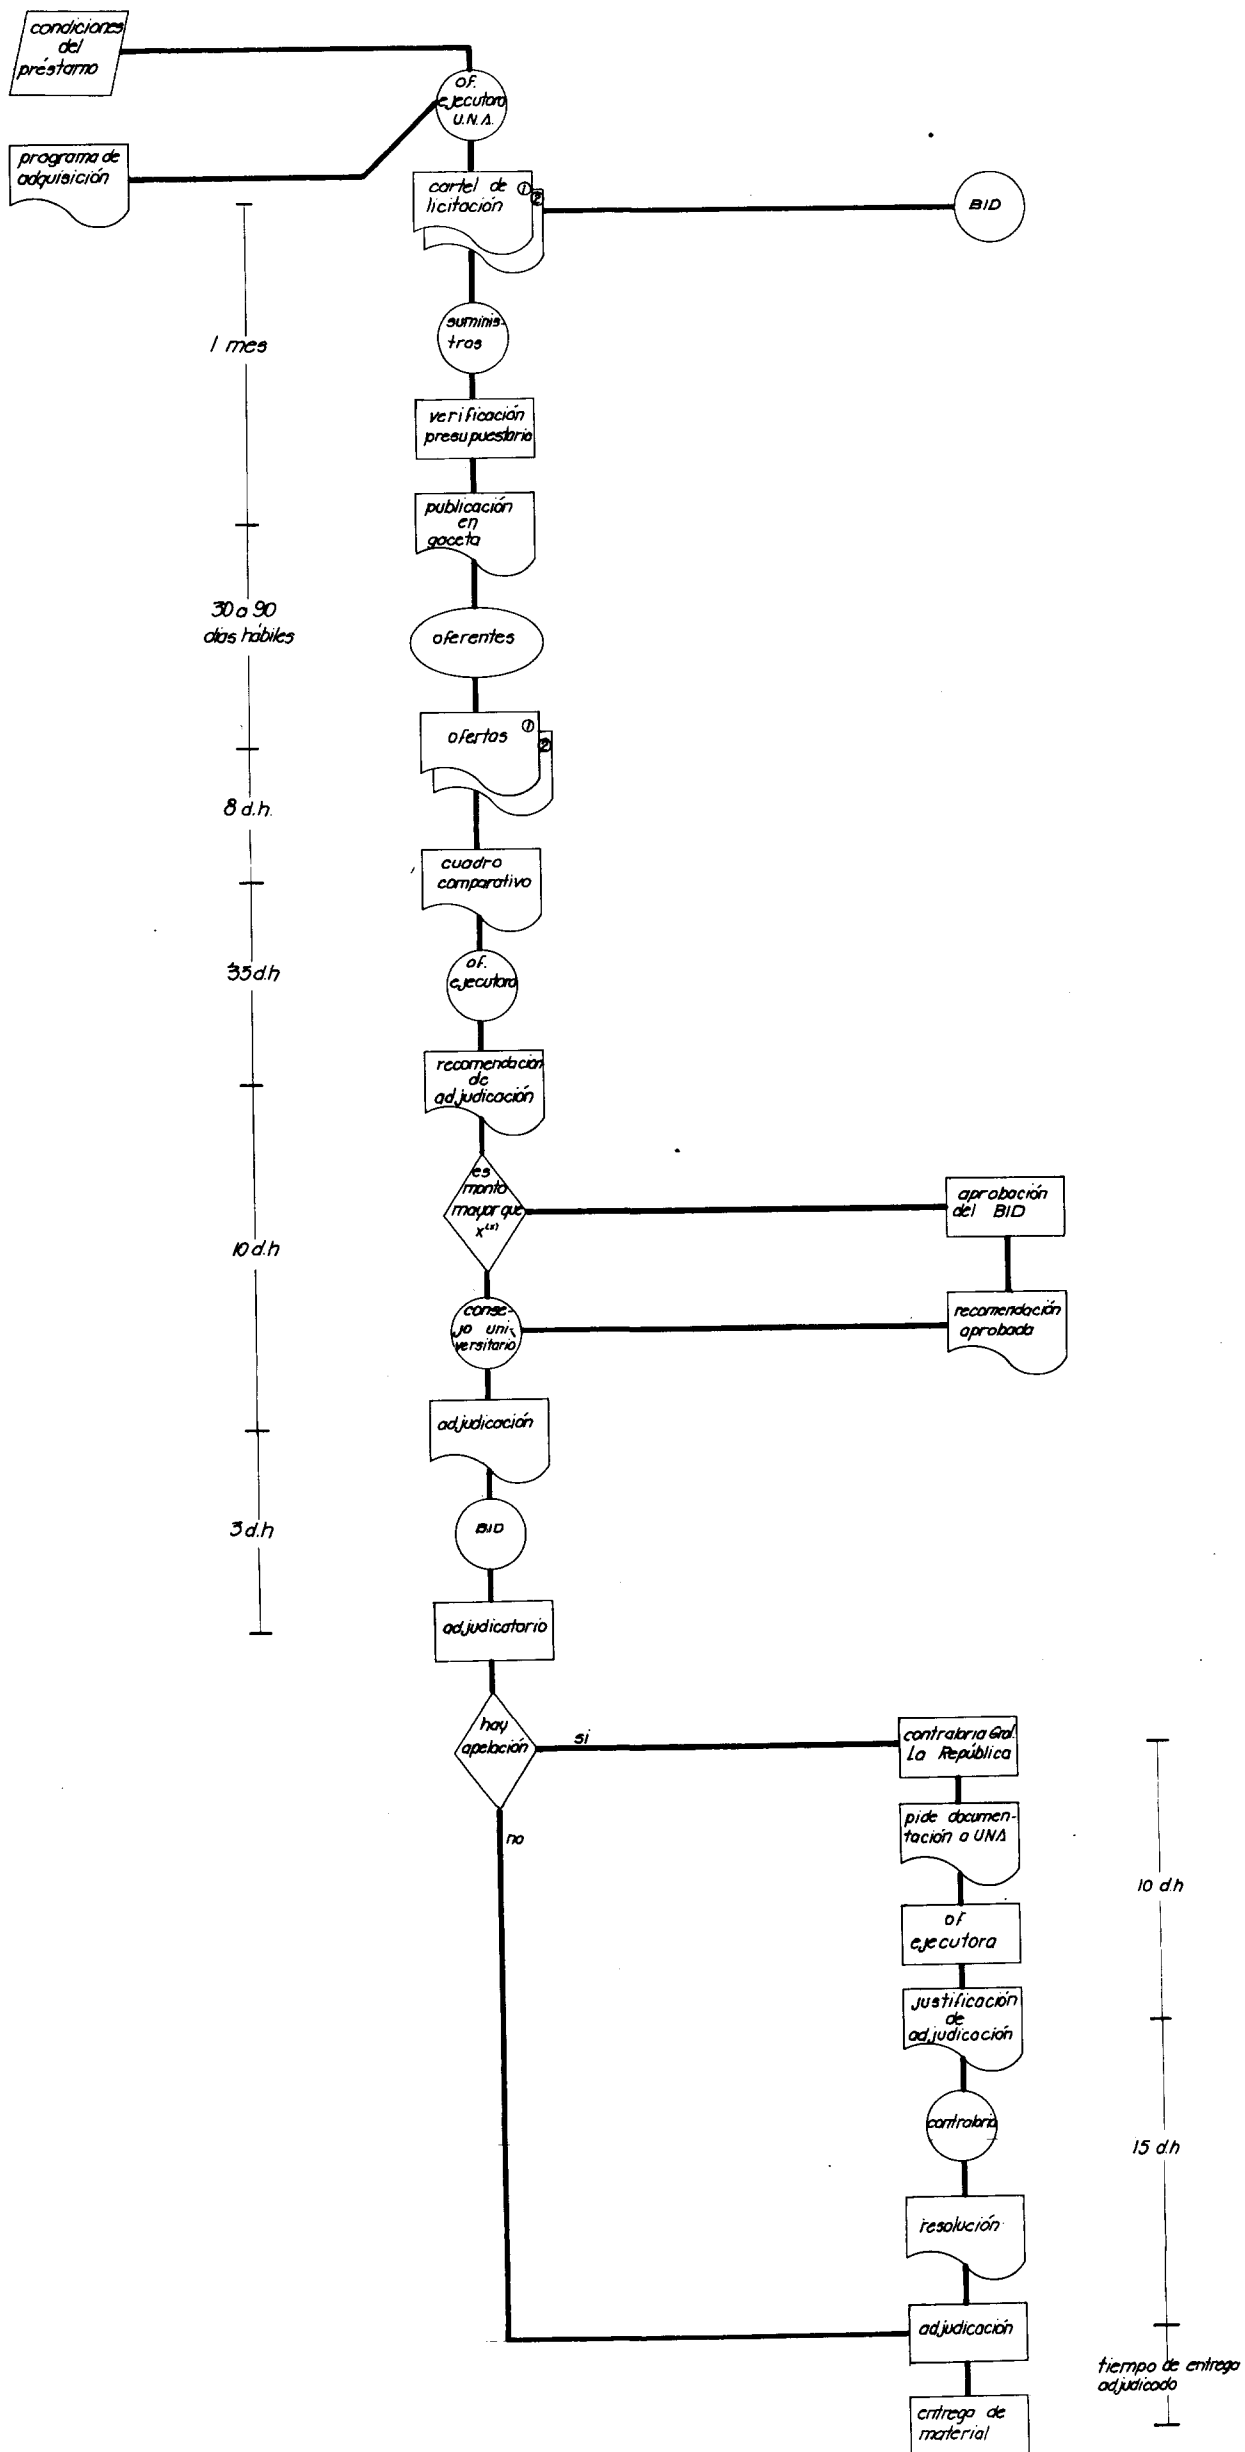 condiciones
del
préstamo
of.
ejecutora
U.N.A.
programa de
adquisición
cartel de
licitación
1
2
BID
suminis-
tros
1 mes
verificación
presupuestaria
publicación
en
gaceta
30 a 90
días hábiles
oferentes
ofertas
1
2
8 d.h.
cuadro
comparativo
35 d.h
of.
ejecutora
recomendación
de
adjudicación
es
monto
mayor que
x(x)
aprobación
del BID
10 d.h
conse-
jo uni-
versitario
recomendación
aprobada
adjudicación
3 d.h
BID
adjudicatorio
hay
apelación
si
no
contraloria Gral.
La República
pide documen-
tación a UNA
10 d.h
of
ejecutora
justificación
de
adjudicación
contraloria
15 d.h
resolución
adjudicación
tiempo de entrega
adjudicado
entrega de
material